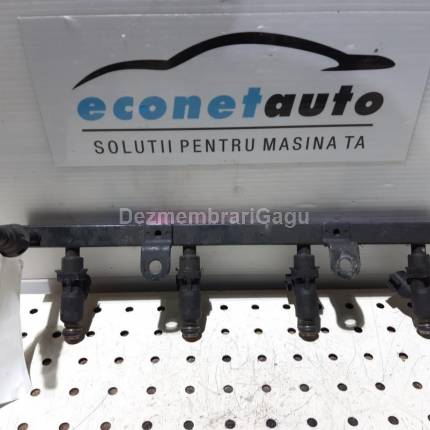 econetauto
SOLUTII PENTRU MASINA TA
DezmembrariGagu